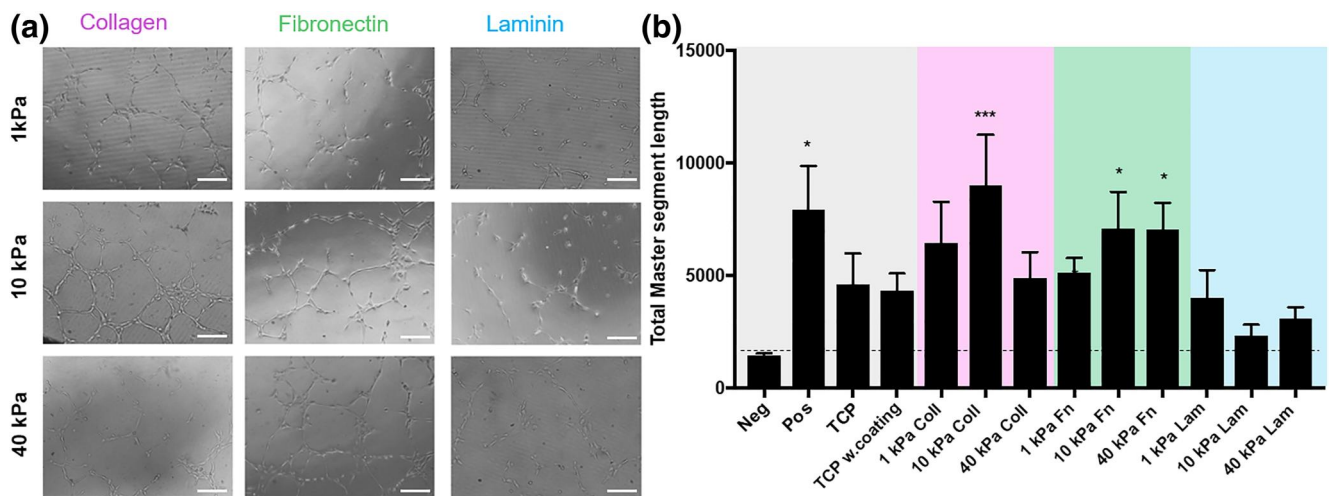 (a) Collagen Fibronectin Laminin
1kPa
10 kPa
40 kPa
(b)
Total Master segment length
15000
10000
5000
0
*
***
*
*
Neg
Pos
TCP
TCP w.coating
1 kPa Coll
10 kPa Coll
40 kPa Coll
1 kPa Fn
10 kPa Fn
40 kPa Fn
1 kPa Lam
10 kPa Lam
40 kPa Lam